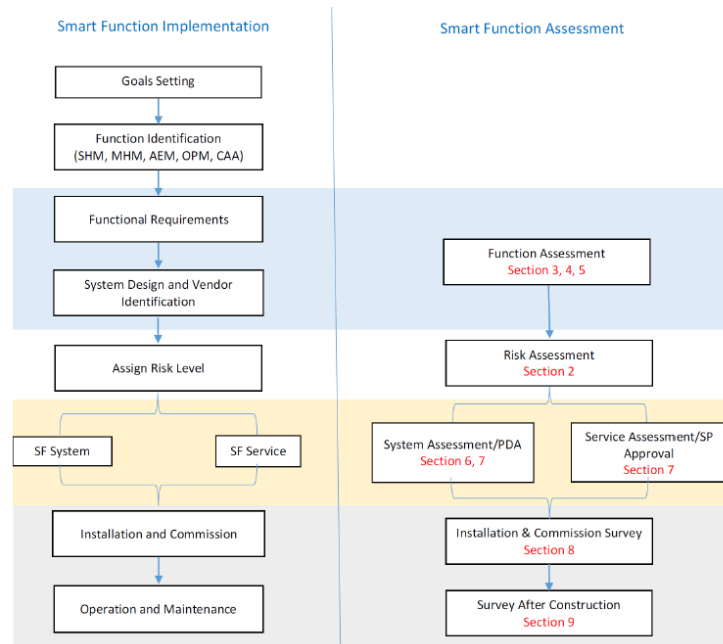 Smart Function Implementation
Goals Setting
Function Identification
(SHM, MHM, AEM, OPM, CAA)
Functional Requirements
System Design and Vendor
Identification
Assign Risk Level
SF System
SF Service
Installation and Commission
Operation and Maintenance
Smart Function Assessment
Function Assessment
Section 3, 4, 5
Risk Assessment
Section 2
System Assessment/PDA
Section 6, 7
Service Assessment/SP
Approval
Section 7
Installation & Commission Survey
Section 8
Survey After Construction
Section 9